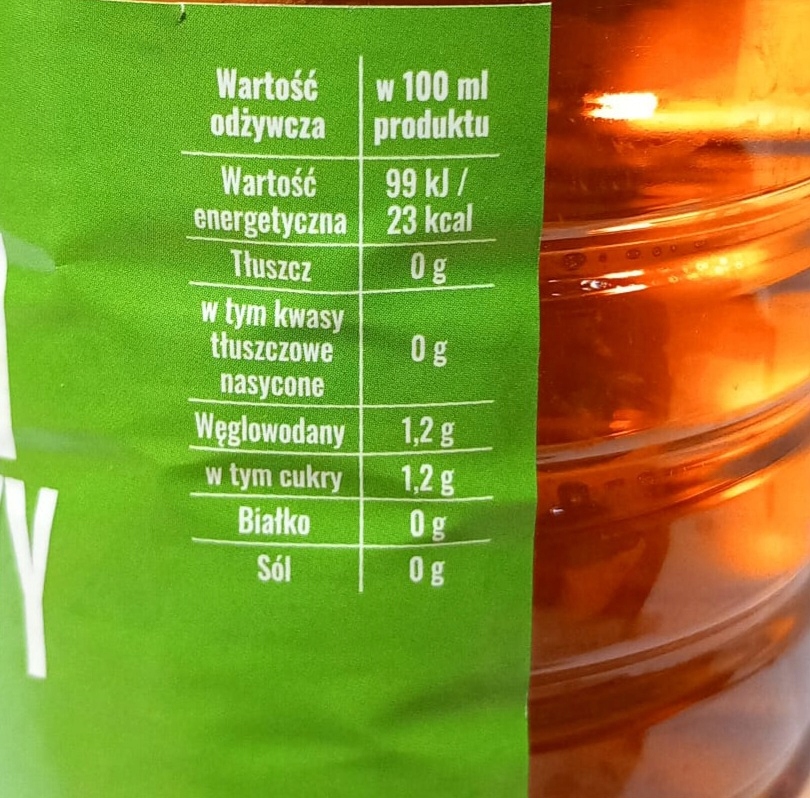 Wartość odżywcza | w 100 ml produktu
Wartość energetyczna | 99 kJ / 23 kcal
Tłuszcz | 0 g
w tym kwasy tłuszczowe nasycone | 0 g
Węglowodany | 1,2 g
w tym cukry | 1,2 g
Białko | 0 g
Sól | 0 g
Y